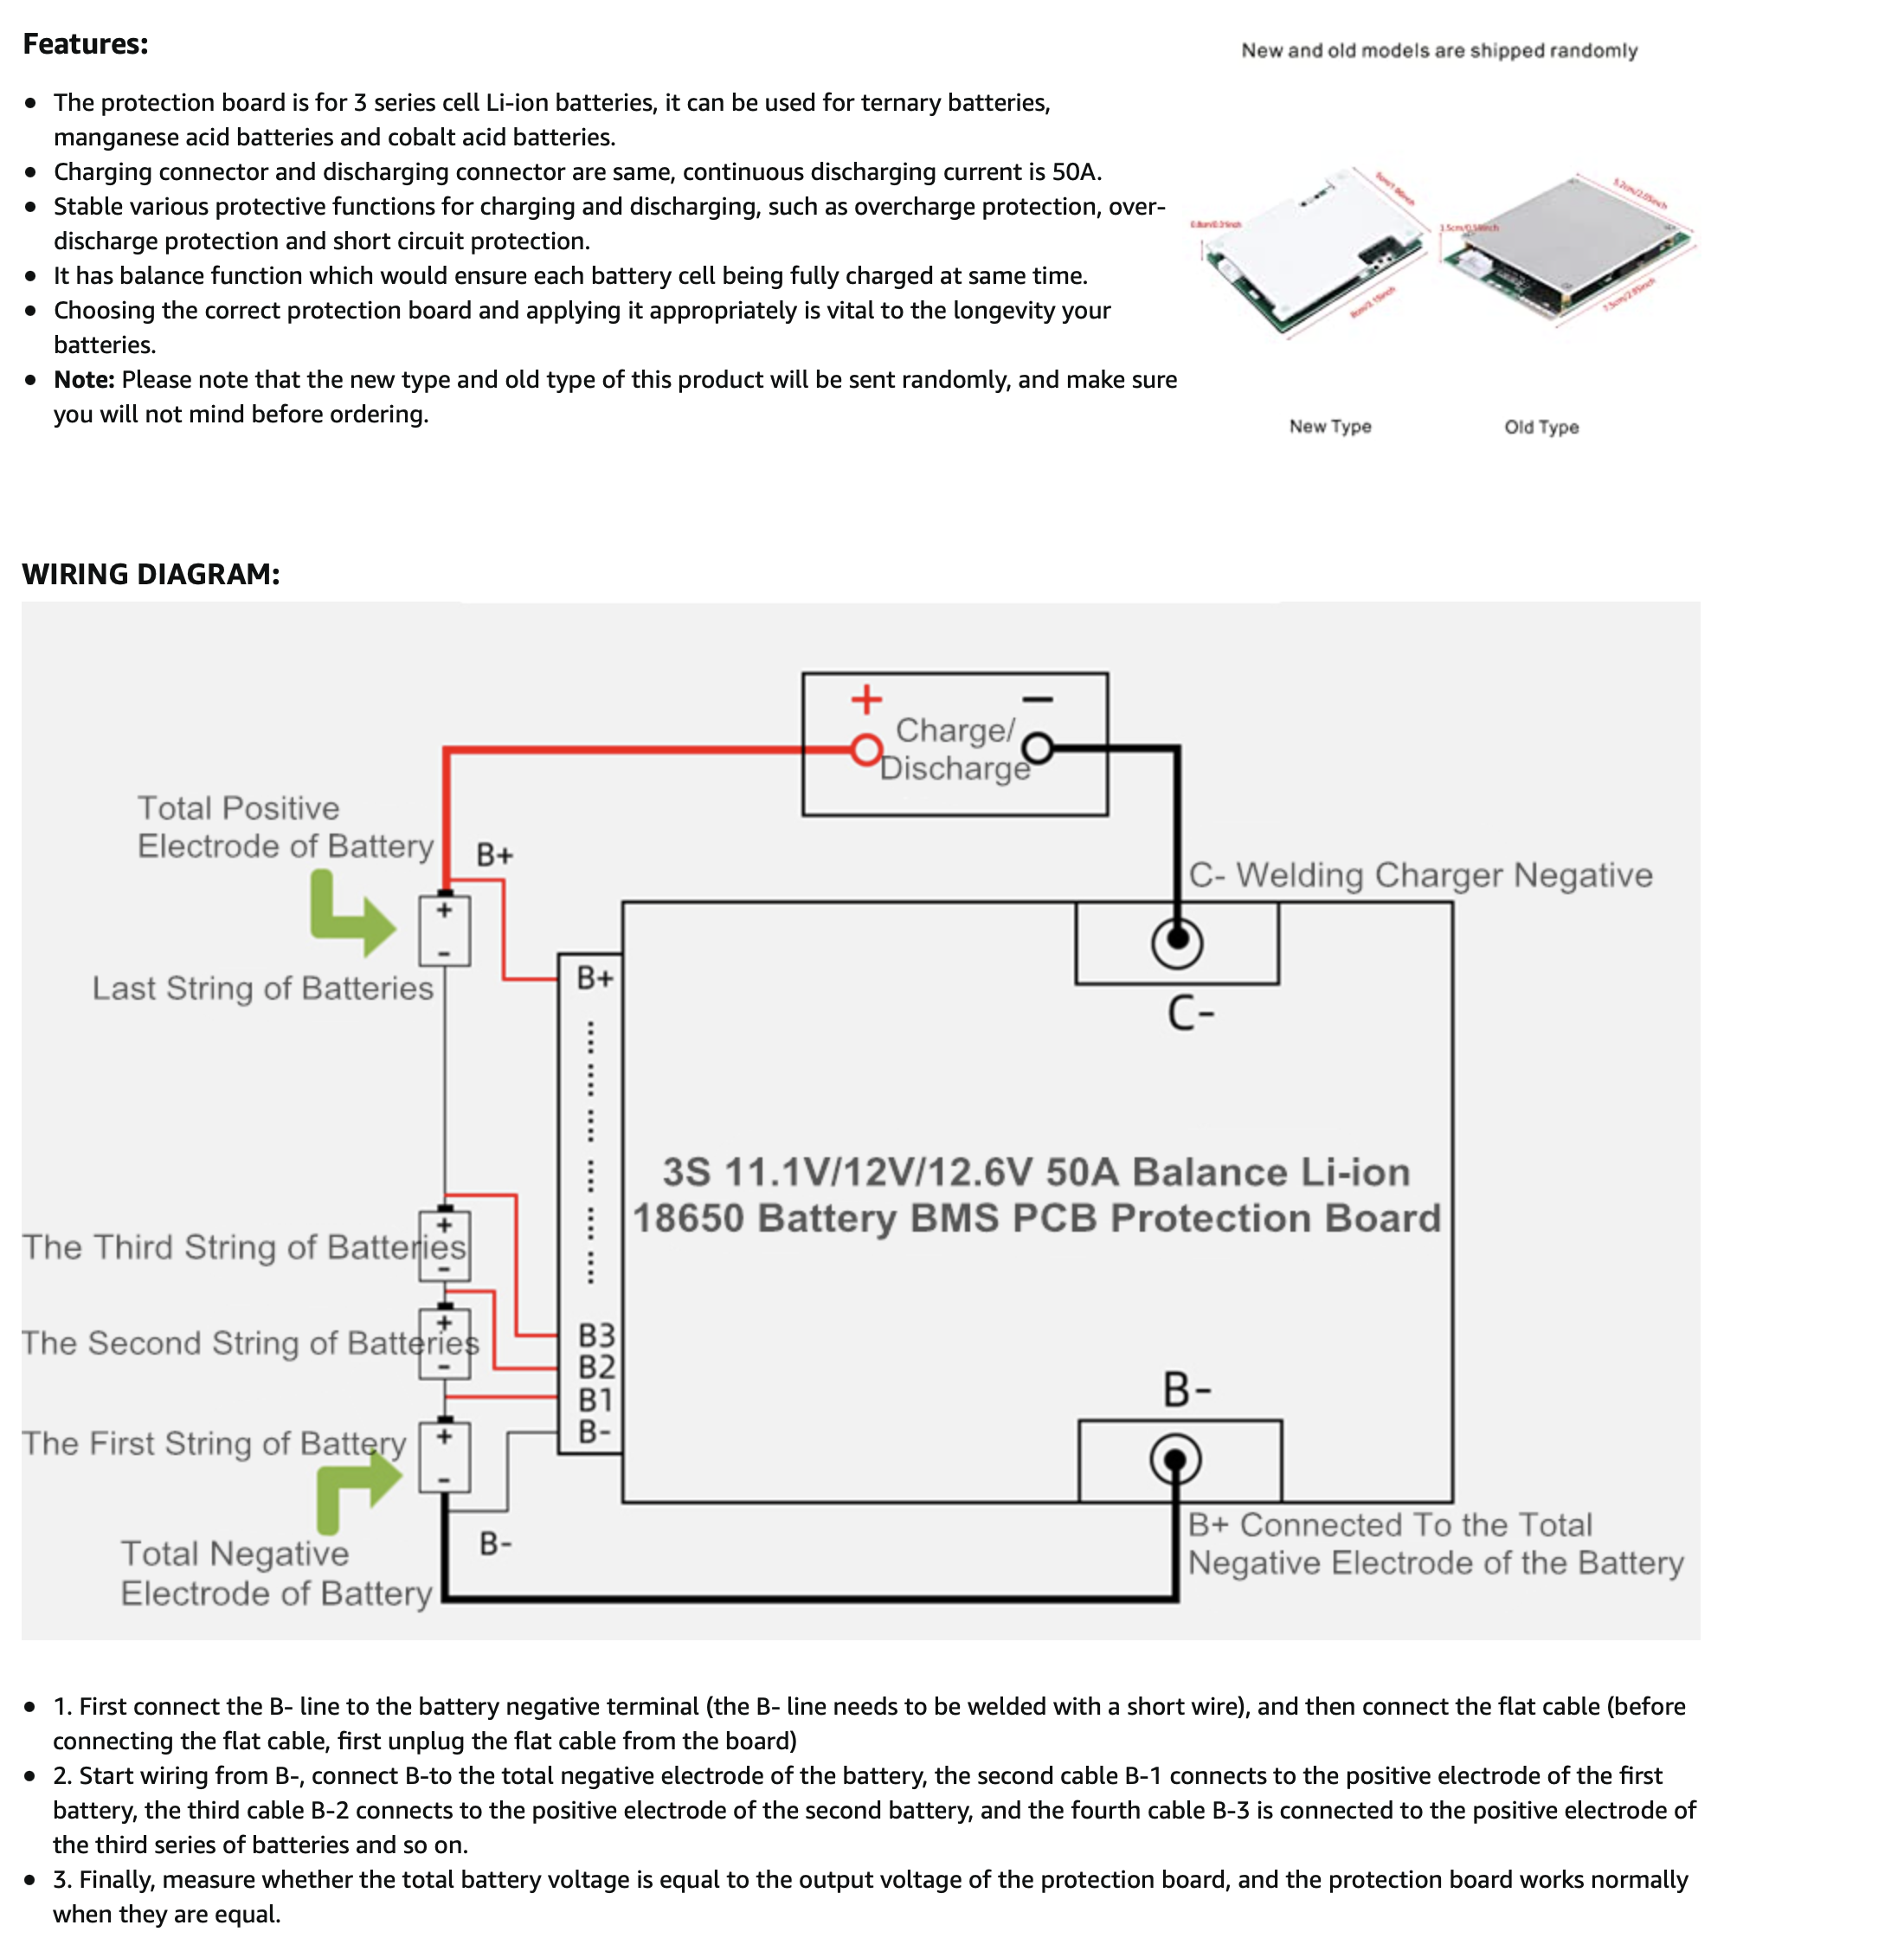 Features:
• The protection board is for 3 series cell Li-ion batteries, it can be used for ternary batteries,
manganese acid batteries and cobalt acid batteries.
• Charging connector and discharging connector are same, continuous discharging current is 50A.
• Stable various protective functions for charging and discharging, such as overcharge protection, over-
discharge protection and short circuit protection.
• It has balance function which would ensure each battery cell being fully charged at same time.
• Choosing the correct protection board and applying it appropriately is vital to the longevity your
batteries.
• Note: Please note that the new type and old type of this product will be sent randomly, and make sure
you will not mind before ordering.
New and old models are shipped randomly
5.2cm/2.05inch
New Type
Old Type
WIRING DIAGRAM:
+
−
Charge/
Discharge
Total Positive
Electrode of Battery
B+
C- Welding Charger Negative
+
-
Last String of Batteries
B+
C-
3S 11.1V/12V/12.6V 50A Balance Li-ion
18650 Battery BMS PCB Protection Board
+
The Third String of Batteries
-
+
The Second String of Batteries
-
B3
B2
B1
B-
B-
The First String of Battery
+
-
B-
Total Negative
Electrode of Battery
B+ Connected To the Total
Negative Electrode of the Battery
• 1. First connect the B- line to the battery negative terminal (the B- line needs to be welded with a short wire), and then connect the flat cable (before
connecting the flat cable, first unplug the flat cable from the board)
• 2. Start wiring from B-, connect B-to the total negative electrode of the battery, the second cable B-1 connects to the positive electrode of the first
battery, the third cable B-2 connects to the positive electrode of the second battery, and the fourth cable B-3 is connected to the positive electrode of
the third series of batteries and so on.
• 3. Finally, measure whether the total battery voltage is equal to the output voltage of the protection board, and the protection board works normally
when they are equal.